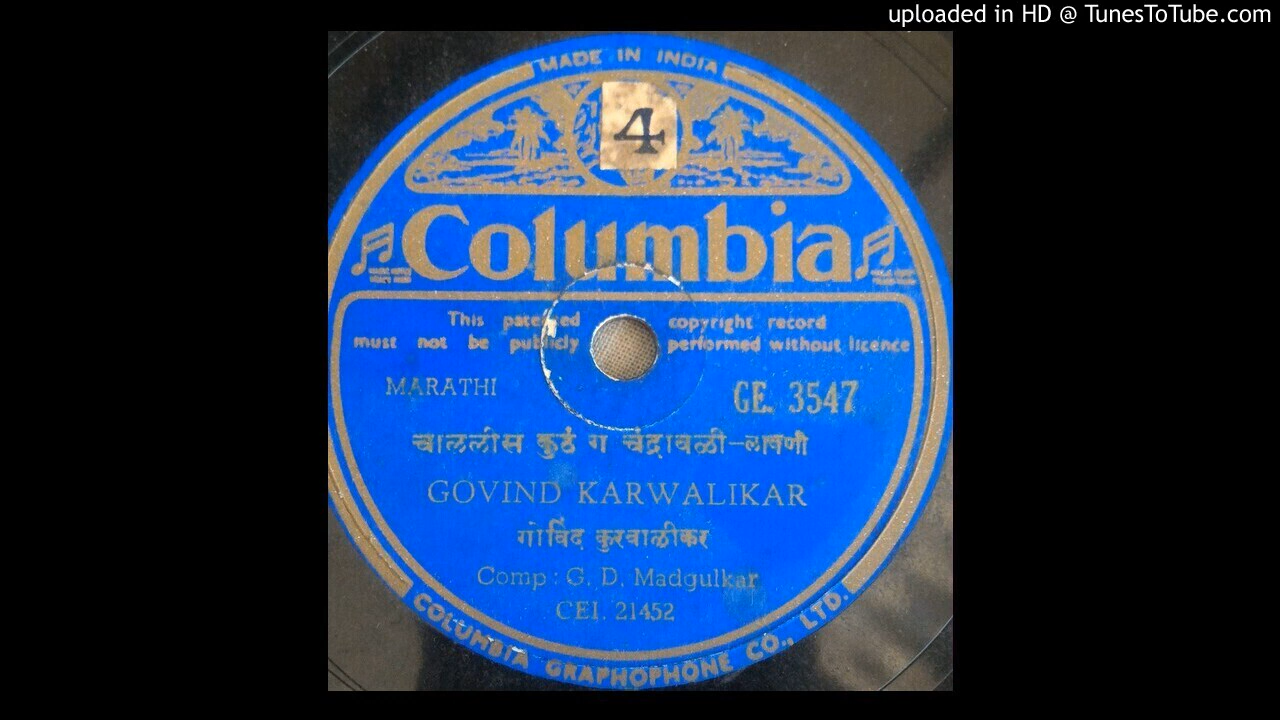 uploaded in HD @ TunesToTube.com
MADE IN INDIA
4
Columbia
This patented copyright record
must not be publicly performed without licence
MARATHI
GE. 3547
चाललीस कुठं ग चंद्रावळी-लावणी
GOVIND KARWALIKAR
गोविंद कुरवाळीकर
Comp: G. D. Madgulkar
CEI. 21452
COLUMBIA GRAPHOPHONE CO., LTD.